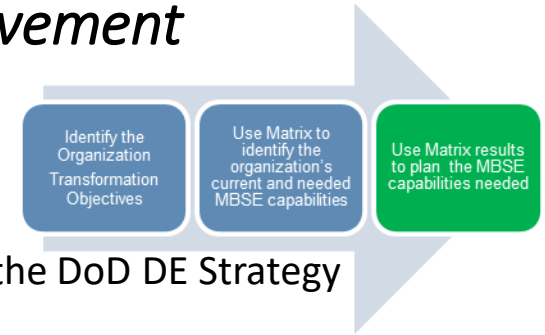 vement
Identify the
Organization
Transformation
Objectives
Use Matrix to
identify the
organization's
current and needed
MBSE capabilities
Use Matrix results
to plan the MBSE
capabilities needed
the DoD DE Strategy